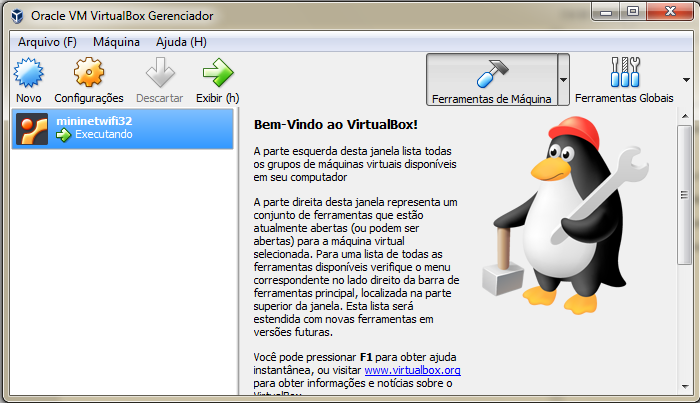 Oracle VM VirtualBox Gerenciador
Arquivo (F) Máquina Ajuda (H)
Novo Configurações Descartar Exibir (h) Ferramentas de Máquina Ferramentas Globais
mininetwifi32
Executando
Bem-Vindo ao VirtualBox!
A parte esquerda desta janela lista todas
os grupos de máquinas virtuais disponíveis
em seu computador
A parte direita desta janela representa um
conjunto de ferramentas que estão
atualmente abertas (ou podem ser
abertas) para a máquina virtual
selecionada. Para uma lista de todas as
ferramentas disponíveis verifique o menu
correspondente no lado direito da barra de
ferramentas principal, localizada na parte
superior da janela. Esta lista será
estendida com novas ferramentas em
versões futuras.
Você pode pressionar F1 para obter ajuda
instantânea, ou visitar www.virtualbox.org
para obter informações e notícias sobre o
VirtualBox